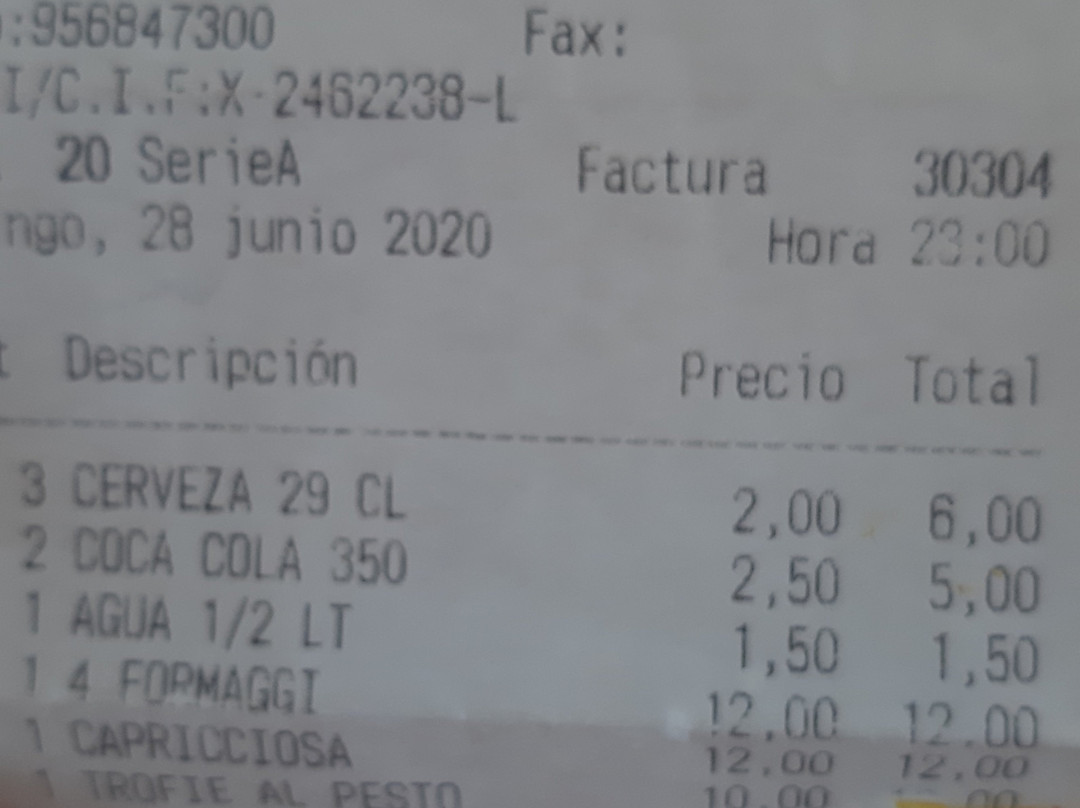 :956847300 Fax:
I/C.I.F:X-2462238-L
20 SerieA Factura 30304
ngo, 28 junio 2020 Hora 23:00
Descripción Precio Total
3 CERVEZA 29 CL 2,00 6,00
2 COCA COLA 350 2,50 5,00
1 AGUA 1/2 LT 1,50 1,50
1 4 FORMAGGI 12,00 12.00
1 CAPRICCIOSA 12,00 12,00
1 TROFIE AL PESTO 10,00